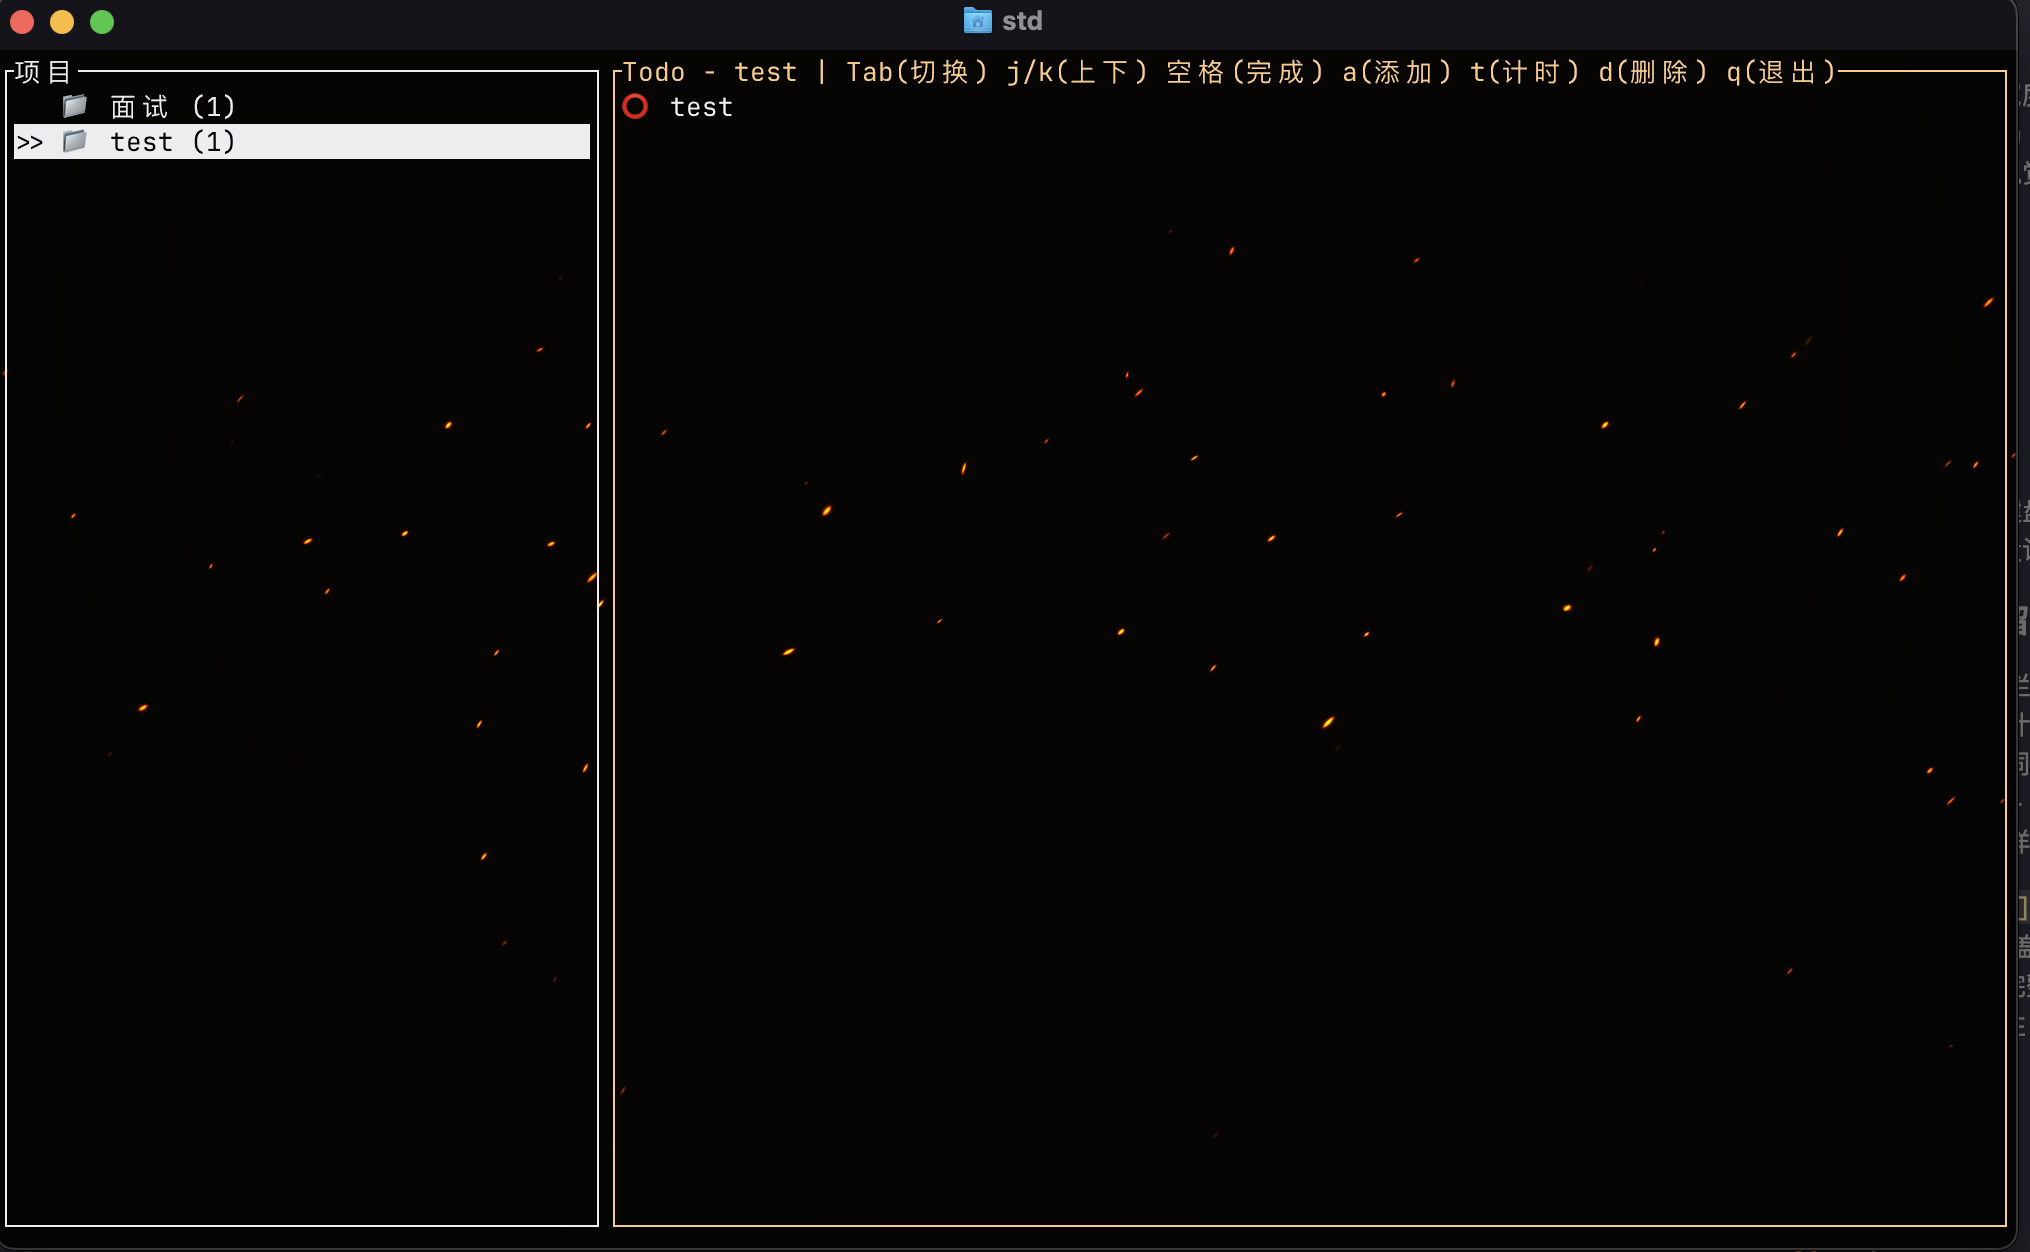 std
项目
面试 (1)
>> test (1)
Todo - test | Tab(切换) j/k(上下) 空格(完成) a(添加) t(计时) d(删除) q(退出)
test